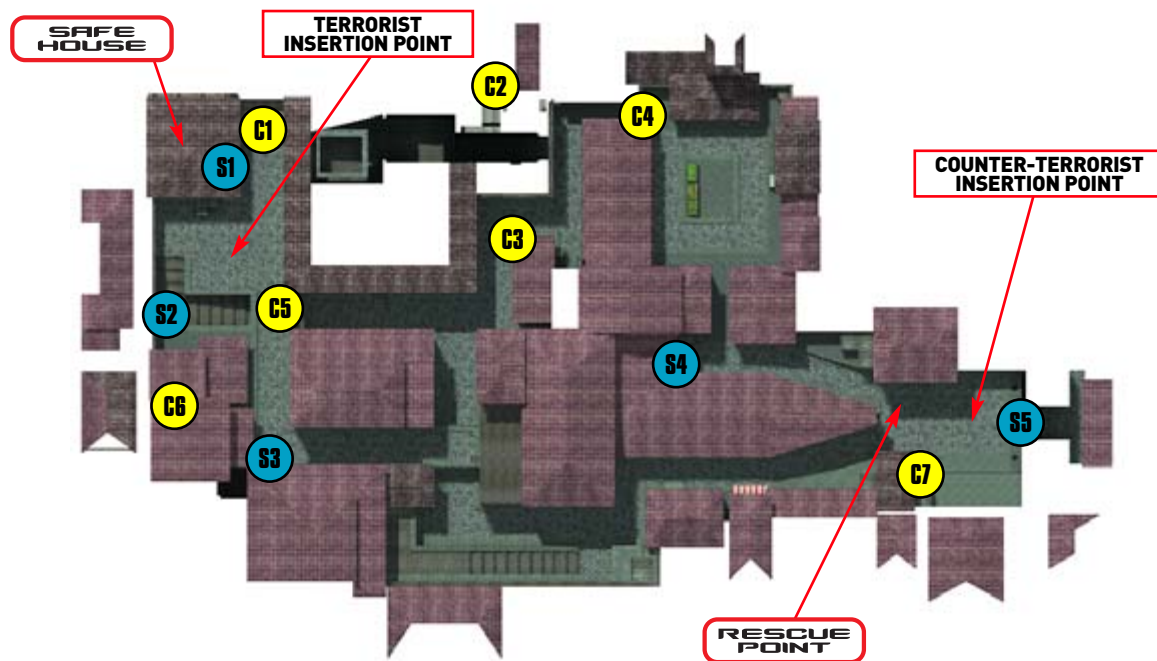 SAFE
HOUSE
TERRORIST
INSERTION POINT
C2
C1
C4
S1
COUNTER-TERRORIST
INSERTION POINT
C3
S2
C5
S4
C6
S5
S3
C7
RESCUE
POINT